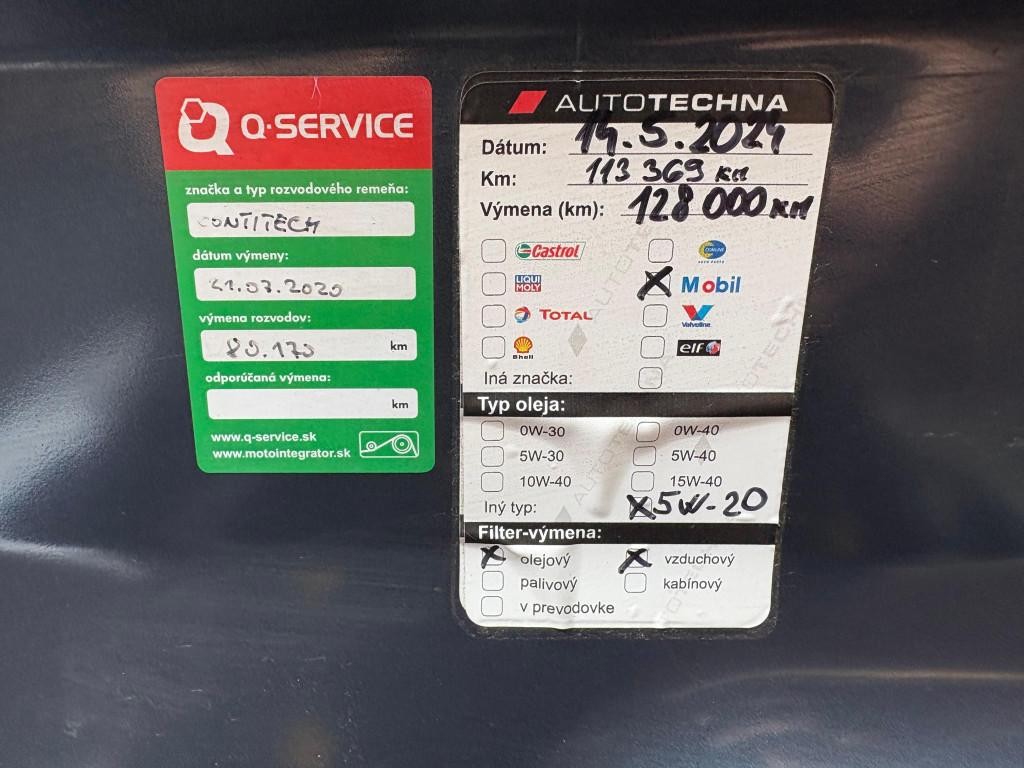 Q·SERVICE
značka a typ rozvodového remeňa:
CONTITECH
dátum výmeny:
21.07.2020
výmena rozvodov:
80.170 km
odporúčaná výmena:
km
www.q-service.sk
www.motointegrator.sk
AUTOTECHNA
Dátum: 14.5.2024
Km: 113 369 KM
Výmena (km): 128 000 KM
Castrol
LIQUI MOLY
X Mobil
TOTAL
Valvoline
Shell
elf
Iná značka:
Typ oleja:
0W-30 0W-40
5W-30 5W-40
10W-40 15W-40
Iný typ: X 5W-20
Filter-výmena:
X olejový X vzduchový
palivový kabínový
v prevodovke